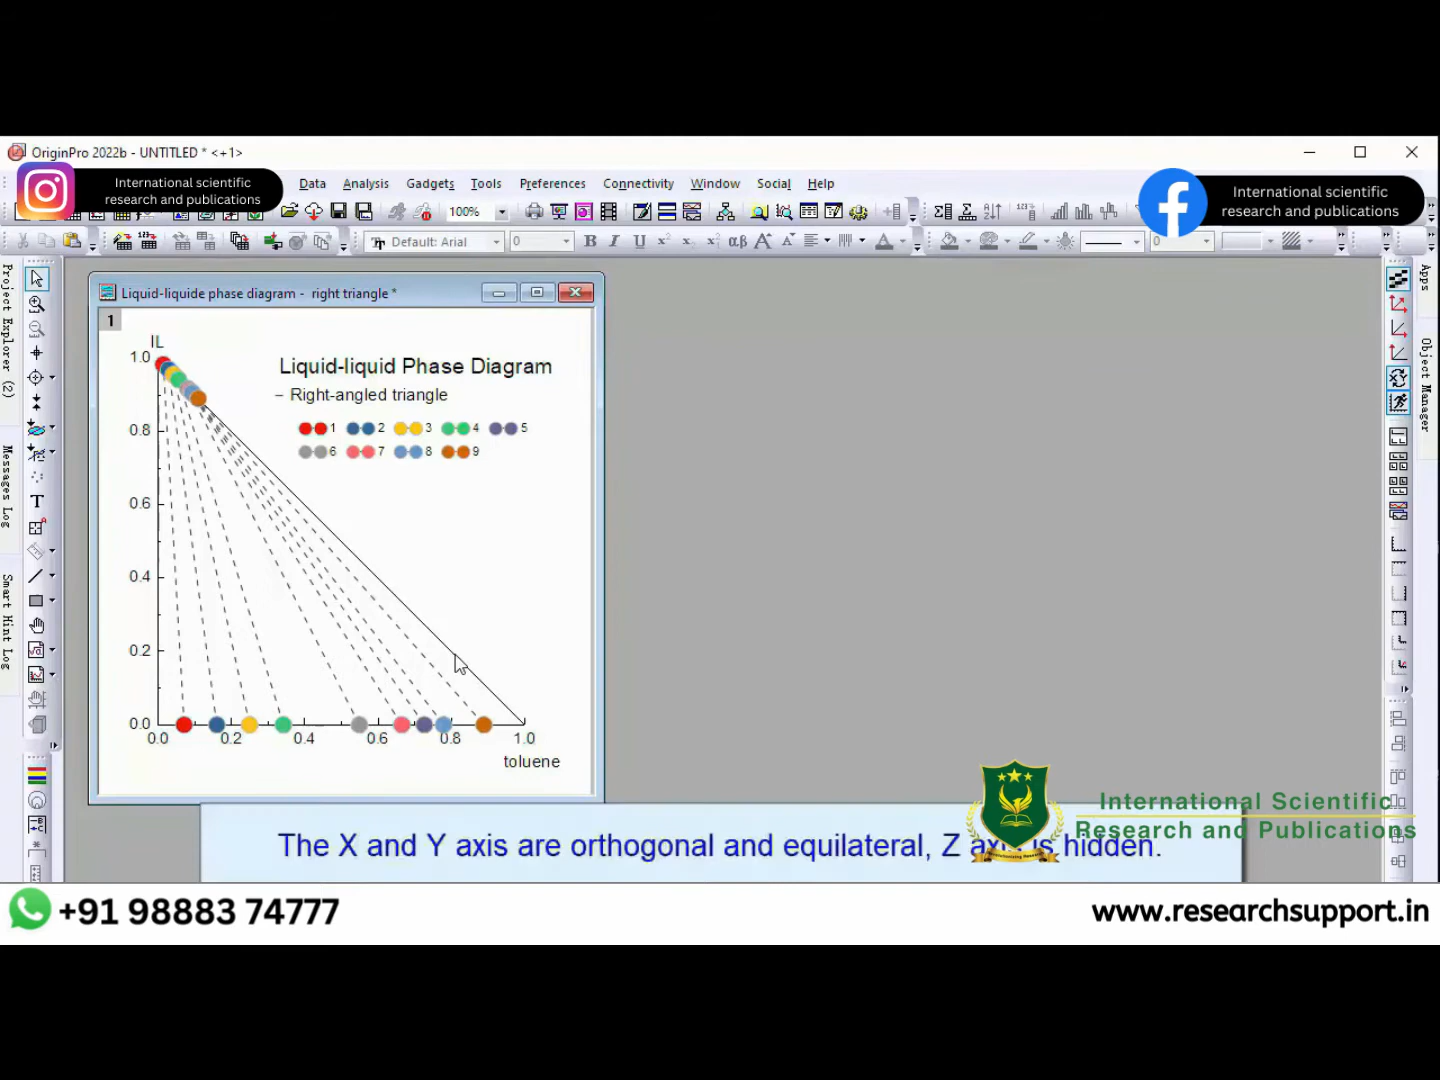 OriginPro 2022b - UNTITLED * <+1>
International scientific
research and publications
Data Analysis Gadgets Tools Preferences Connectivity Window Social Help
International scientific
research and publications
100%
Default: Arial 0 B I U αβ A 0
Project Explorer (2)
Messages Log
Smart Hint Log
Apps
Object Manager
Liquid-liquide phase diagram - right triangle *
1
IL
Liquid-liquid Phase Diagram
– Right-angled triangle
1 2 3 4 5
6 7 8 9
1.0
0.8
0.6
0.4
0.2
0.0
0.0 0.2 0.4 0.6 0.8 1.0
toluene
International Scientific
Research and Publications
The X and Y axis are orthogonal and equilateral, Z axis is hidden.
+91 98883 74777
www.researchsupport.in